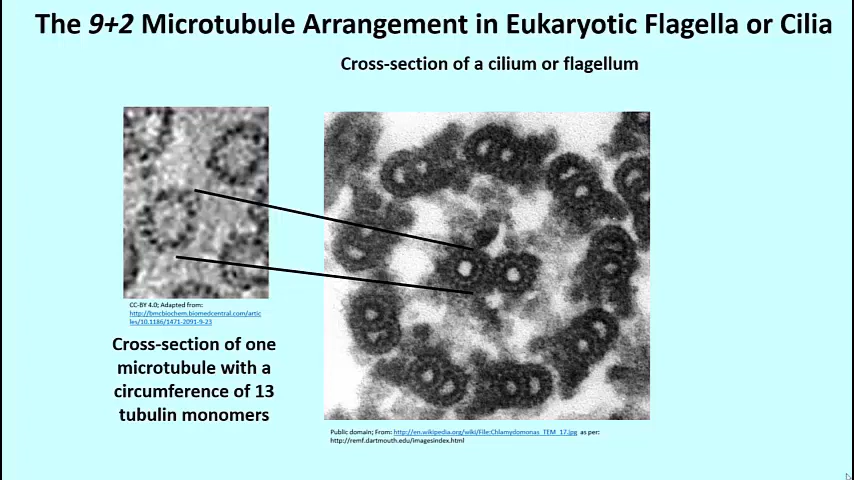 The 9+2 Microtubule Arrangement in Eukaryotic Flagella or Cilia
Cross-section of a cilium or flagellum
CC-BY 4.0; Adapted from:
http://bmcbiochem.biomedcentral.com/artic
les/10.1186/1471-2091-9-23
Cross-section of one
microtubule with a
circumference of 13
tubulin monomers
Public domain; From: http://en.wikipedia.org/wiki/File:Chlamydomonas_TEM_17.jpg as per:
http://remf.dartmouth.edu/imagesindex.html